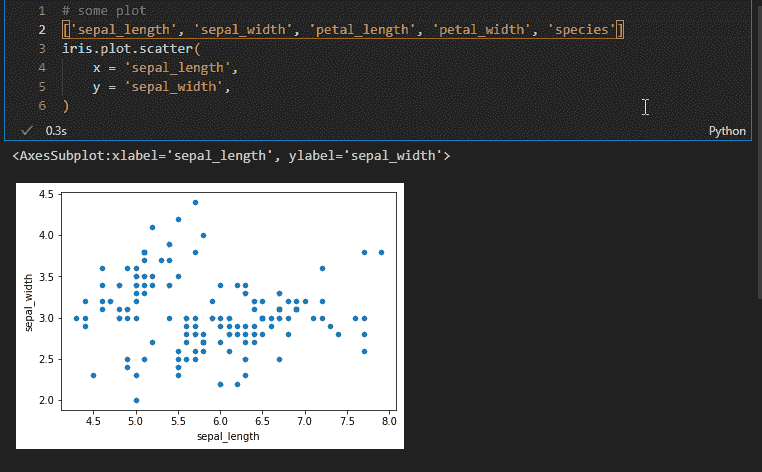 1 # some plot
2 ['sepal_length', 'sepal_width', 'petal_length', 'petal_width', 'species']
3 iris.plot.scatter(
4 x = 'sepal_length',
5 y = 'sepal_width',
6 )
✓ 0.3s Python
<AxesSubplot:xlabel='sepal_length', ylabel='sepal_width'>
4.5
4.0
3.5
3.0
2.5
2.0
sepal_width
4.5 5.0 5.5 6.0 6.5 7.0 7.5 8.0
sepal_length